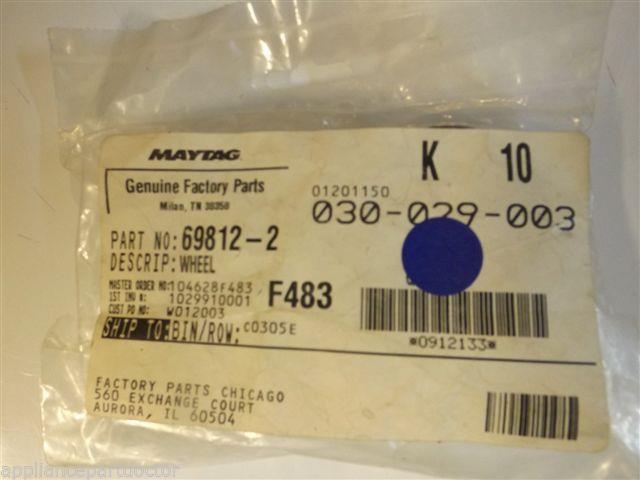 MAYTAG
Genuine Factory Parts
Milan, TN 38358
K 10
01201150
030-029-003
PART NO: 69812-2
DESCRIP: WHEEL
MASTER ORDER NO: 104628F483
1ST INV #: 1029910001
F483
CUST PO NO: W012003
SHIP TO: BIN/ROW. C0305E
*0912133*
FACTORY PARTS CHICAGO
560 EXCHANGE COURT
AURORA, IL 60504
appliancepartdoctor